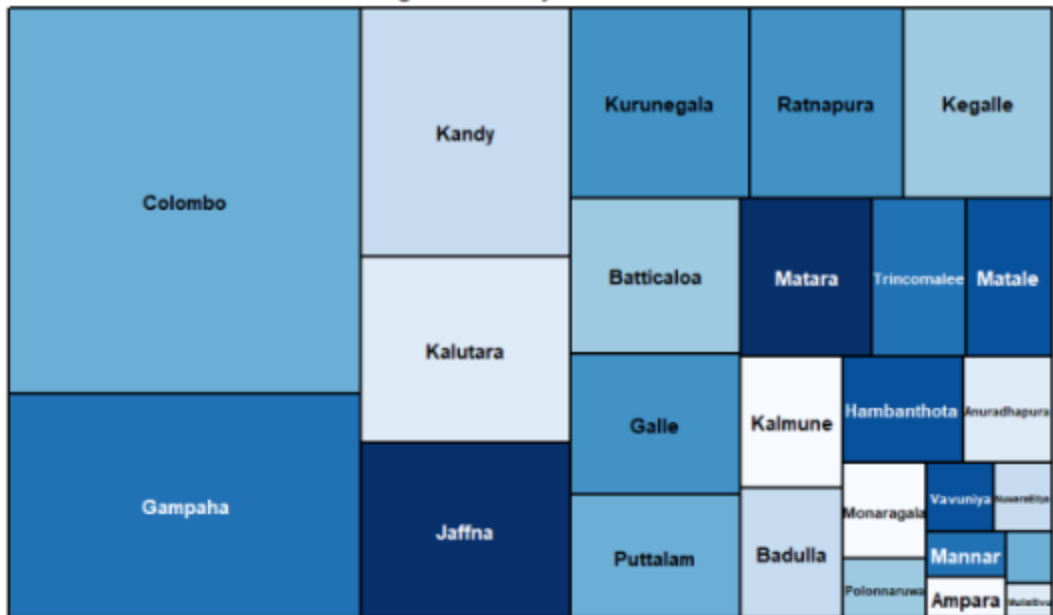 Colombo
Gampaha
Kandy
Kalutara
Jaffna
Kurunegala
Ratnapura
Kegalle
Batticaloa
Matara
Trincomalee
Matale
Galle
Kalmune
Hambanthota
Anuradhapura
Puttalam
Badulla
Monaragala
Vavuniya
Polonnaruwa
Mannar
Ampara